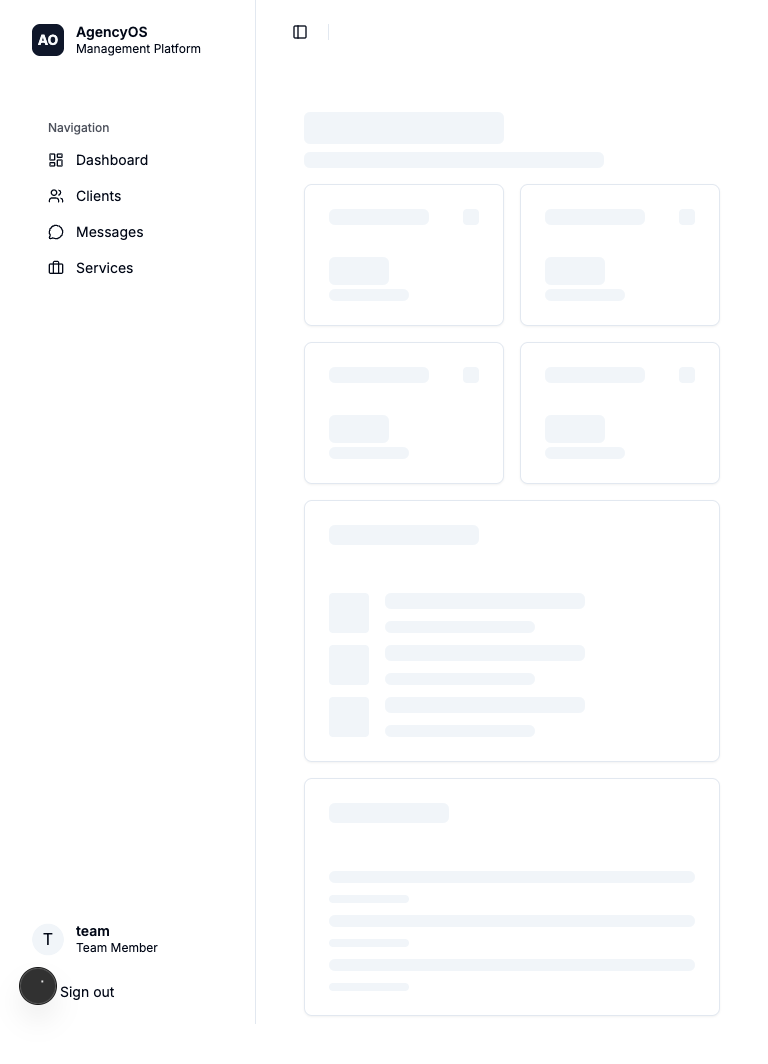 AO
AgencyOS
Management Platform
Navigation
Dashboard
Clients
Messages
Services
T
team
Team Member
Sign out